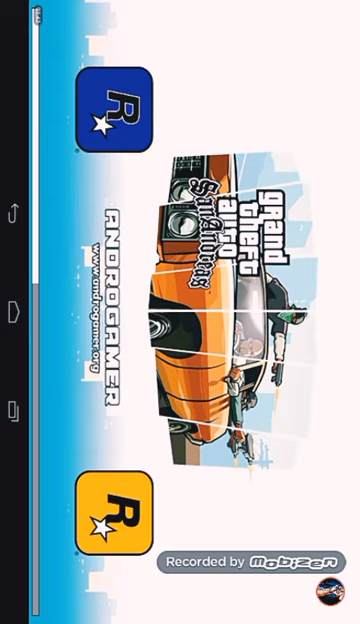 grand
theft
auto
San Andreas
ANDROGAMER
www.androgamer.org
R
R
Recorded by mobizen